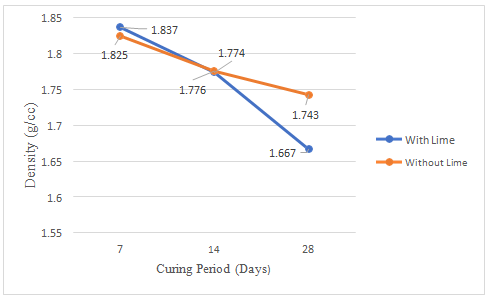 1.85
1.8
1.75
1.7
1.65
1.6
1.55
Density (g/cc)
1.837
1.825
1.774
1.776
1.743
1.667
7 14 28
Curing Period (Days)
With Lime
Without Lime